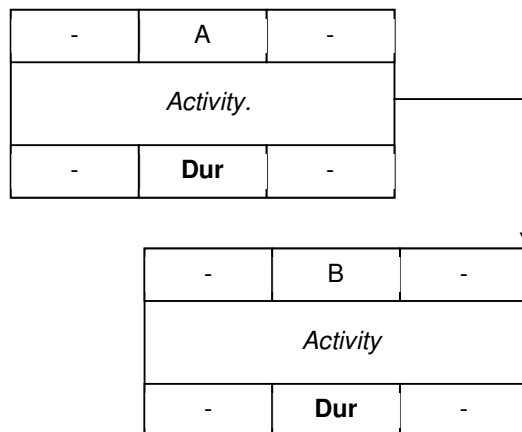 - A -
Activity.
- Dur -
- B -
Activity
- Dur -